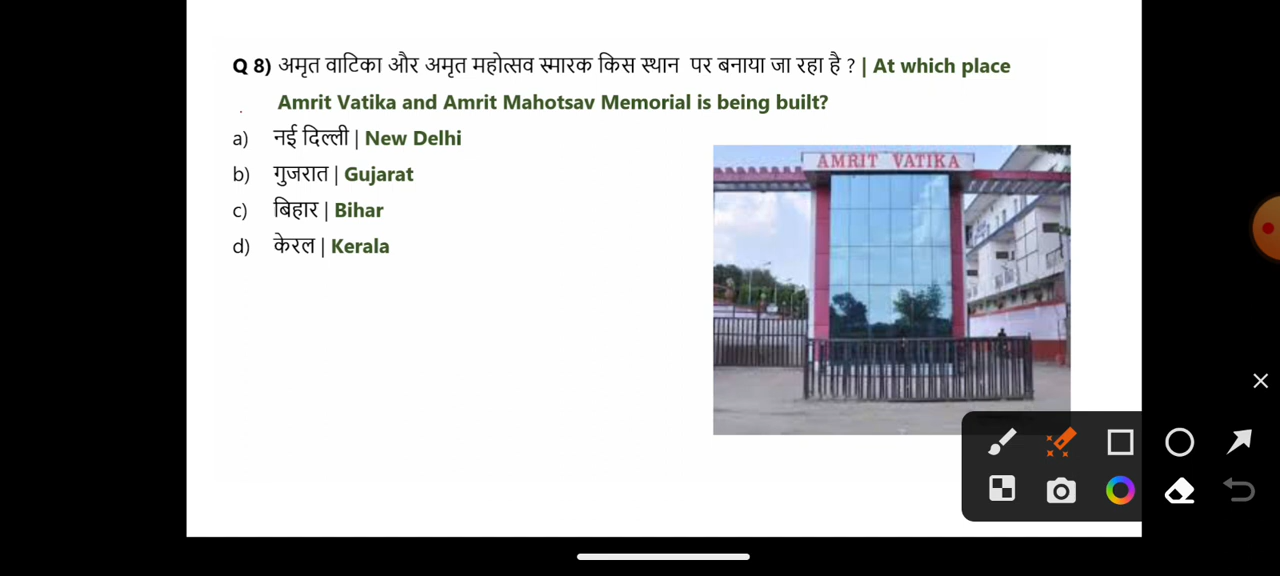 Q 8) अमृत वाटिका और अमृत महोत्सव स्मारक किस स्थान पर बनाया जा रहा है ? | At which place
Amrit Vatika and Amrit Mahotsav Memorial is being built?
a) नई दिल्ली | New Delhi
b) गुजरात | Gujarat
c) बिहार | Bihar
d) केरल | Kerala
AMRIT VATIKA